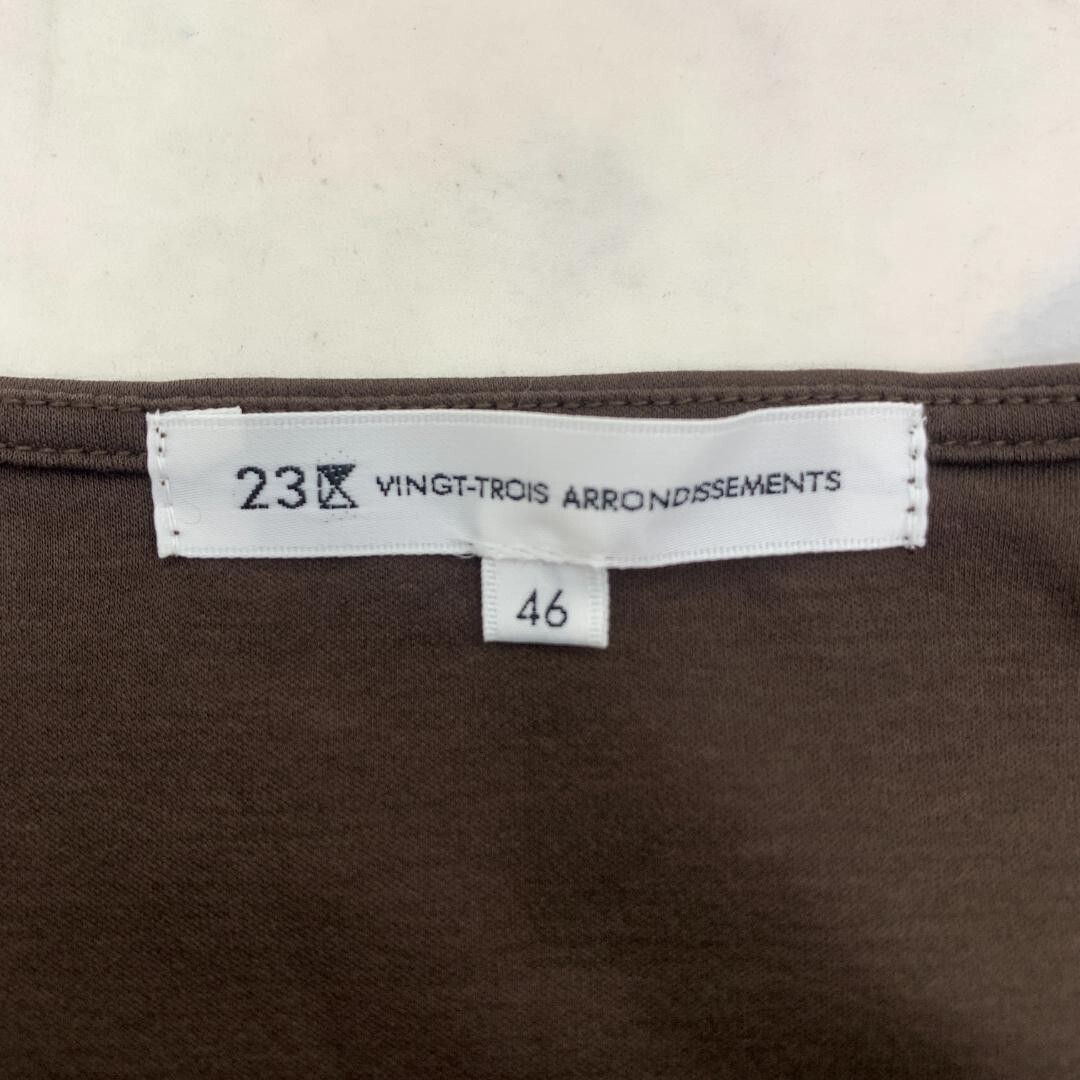 23区 VINGT-TROIS ARRONDISSEMENTS
46